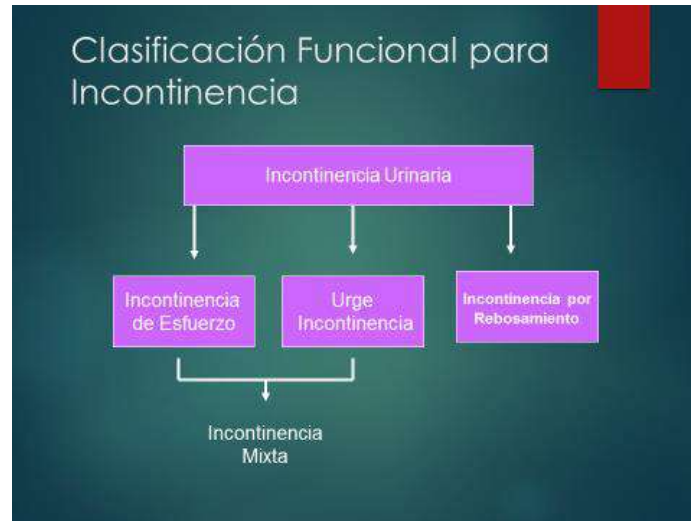 Clasificación Funcional para
Incontinencia
Incontinencia Urinaria
Incontinencia
de Esfuerzo
Urge
Incontinencia
Incontinencia por
Rebosamiento
Incontinencia
Mixta